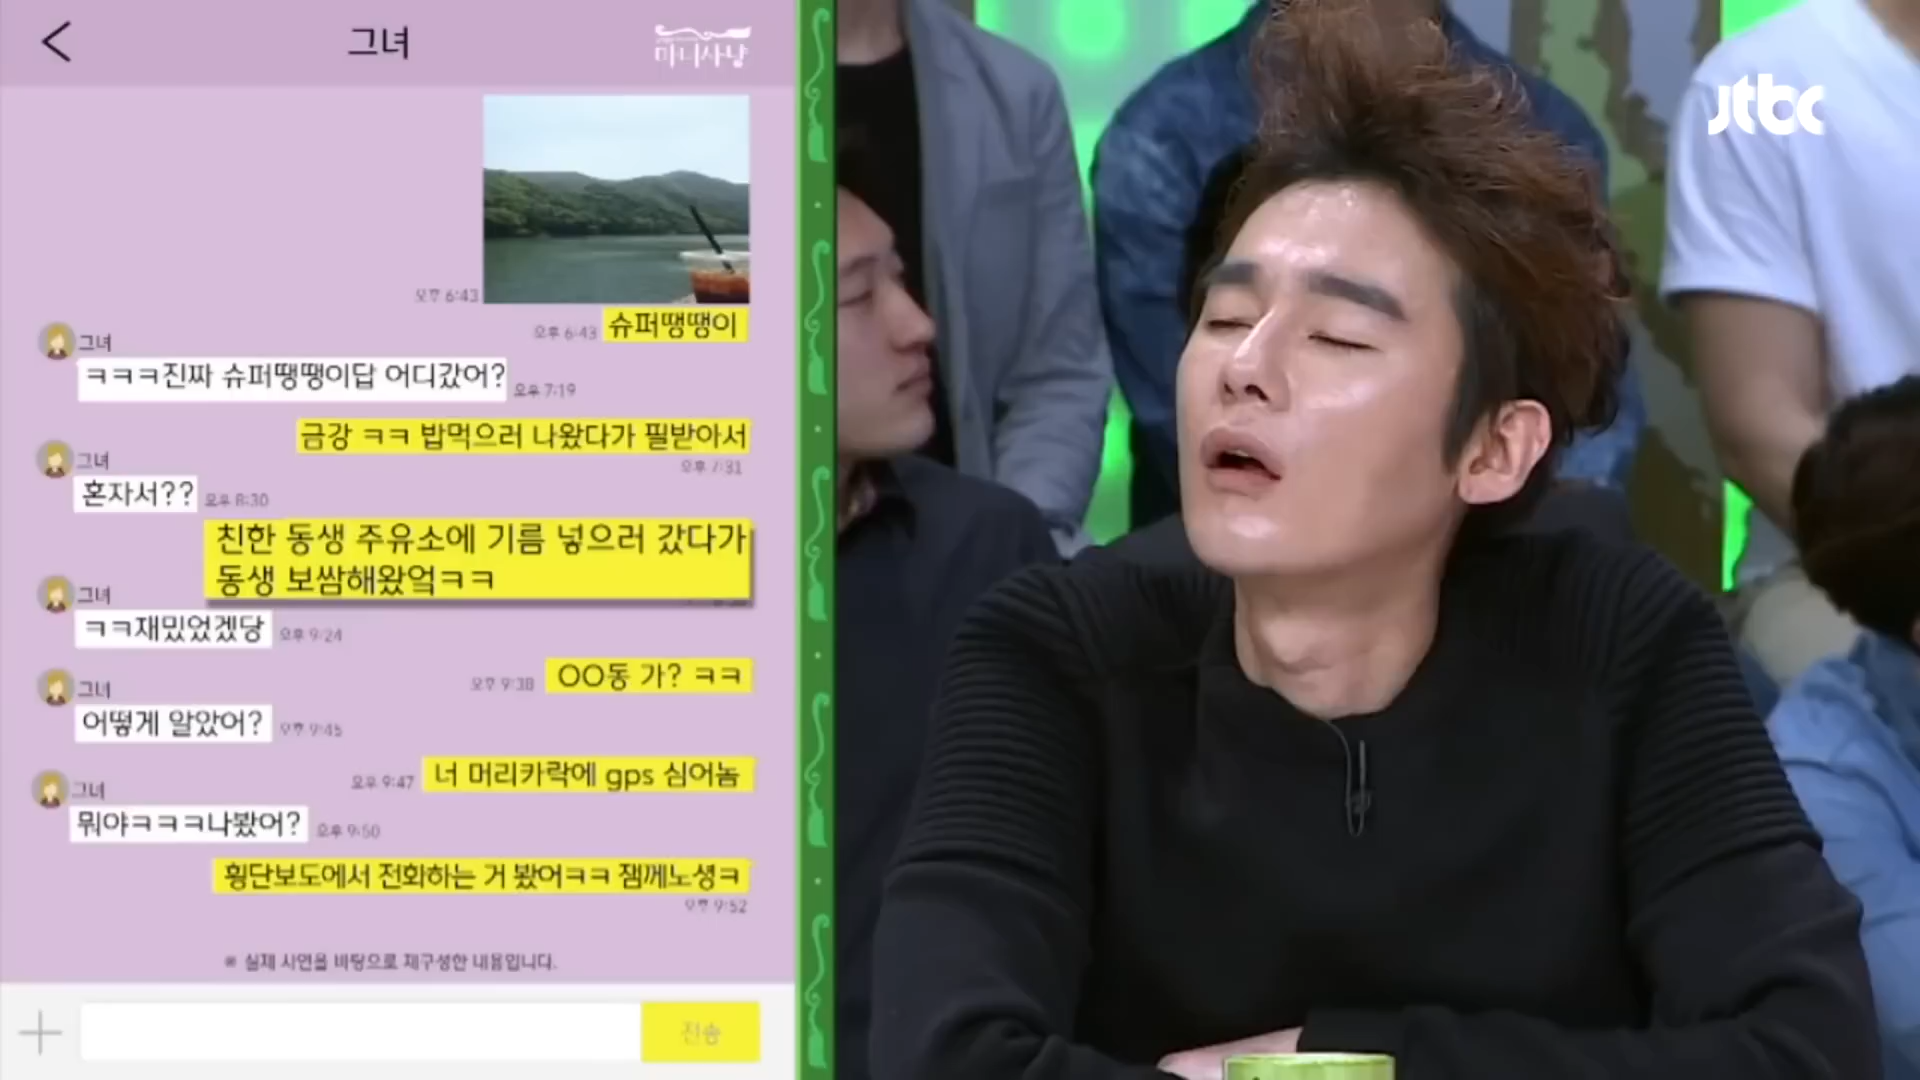 그녀
마녀사냥
jtbc
오후 6:43
오후 6:43 슈퍼땡땡이
그녀
ㅋㅋㅋ진짜 슈퍼땡땡이답 어디갔어? 오후 7:19
금강 ㅋㅋ 밥먹으러 나왔다가 필받아서
오후 7:31
그녀
혼자서?? 오후 8:30
친한 동생 주유소에 기름 넣으러 갔다가
동생 보쌈해왔엌ㅋㅋ
그녀
ㅋㅋ재밌었겠당 오후 9:24
오후 9:38 OO동 가? ㅋㅋ
그녀
어떻게 알았어? 오후 9:45
오후 9:47 너 머리카락에 gps 심어놈
그녀
뭐야ㅋㅋㅋ나봤어? 오후 9:50
횡단보도에서 전화하는 거 봤어ㅋㅋ 잼께노셩ㅋ
오후 9:52
※ 실제 사연을 바탕으로 재구성한 내용입니다.
전송